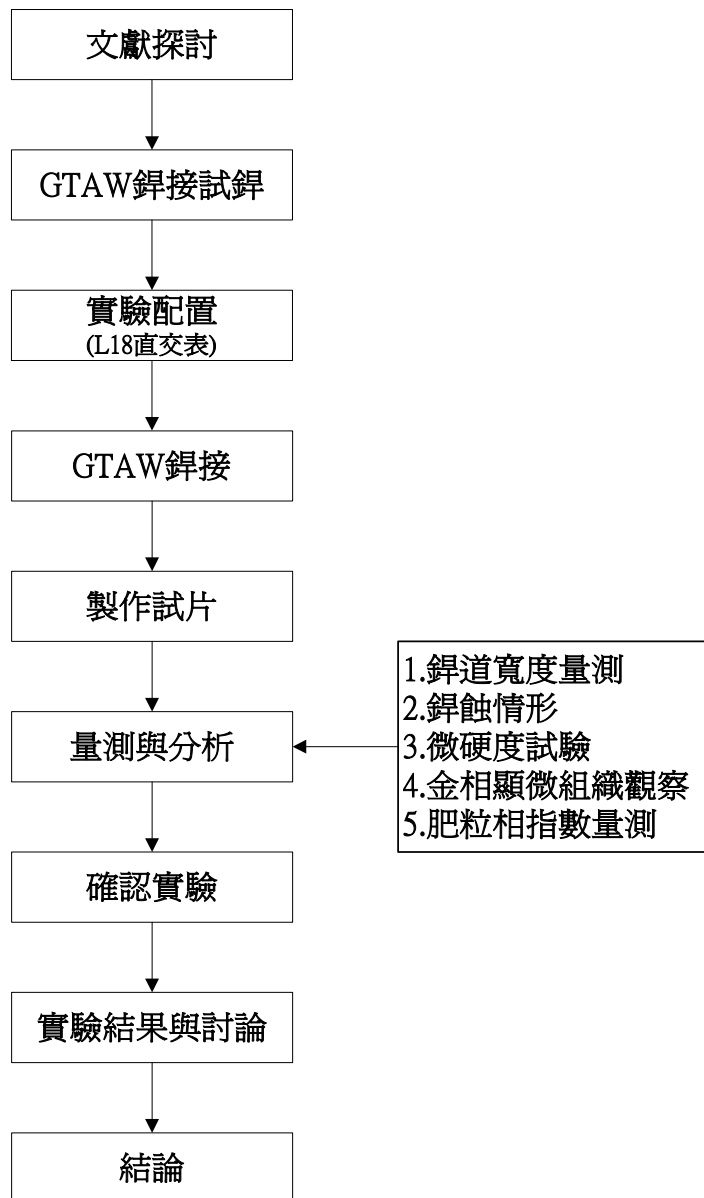 文獻探討
GTAW銲接試銲
實驗配置
(L18直交表)
GTAW銲接
製作試片
量測與分析
1.銲道寬度量測
2.銲蝕情形
3.微硬度試驗
4.金相顯微組織觀察
5.肥粒相指數量測
確認實驗
實驗結果與討論
結論